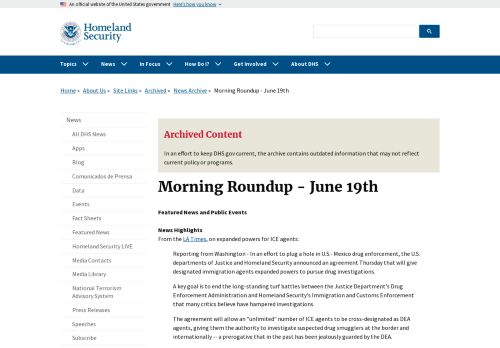 An official website of the United States government Here's how you know
Homeland
Security
Topics News In Focus How Do I? Get Involved About DHS
Home » About Us » Site Links » Archived » News Archive » Morning Roundup - June 19th
News
All DHS News
Apps
Blog
Comunicados de Prensa
Data
Events
Fact Sheets
Featured News
Homeland Security LIVE
Media Contacts
Media Library
National Terrorism
Advisory System
Press Releases
Speeches
Subscribe
Archived Content
In an effort to keep DHS.gov current, the archive contains outdated information that may not reflect
current policy or programs.
Morning Roundup - June 19th
Featured News and Public Events
News Highlights
From the LA Times, on expanded powers for ICE agents:
Reporting from Washington - In an effort to plug a hole in U.S. - Mexico drug enforcement, the U.S.
departments of Justice and Homeland Security announced an agreement Thursday that will give
designated immigration agents expanded powers to pursue drug investigations.
A key goal is to end the long-standing turf battles between the Justice Department's Drug
Enforcement Administration and Homeland Security's Immigration and Customs Enforcement
that many critics believe have hampered investigations.
The agreement will allow an "unlimited" number of ICE agents to be cross-designated as DEA
agents, giving them the authority to investigate suspected drug smugglers at the border and
internationally -- a prerogative that in the past has been jealously guarded by the DEA.